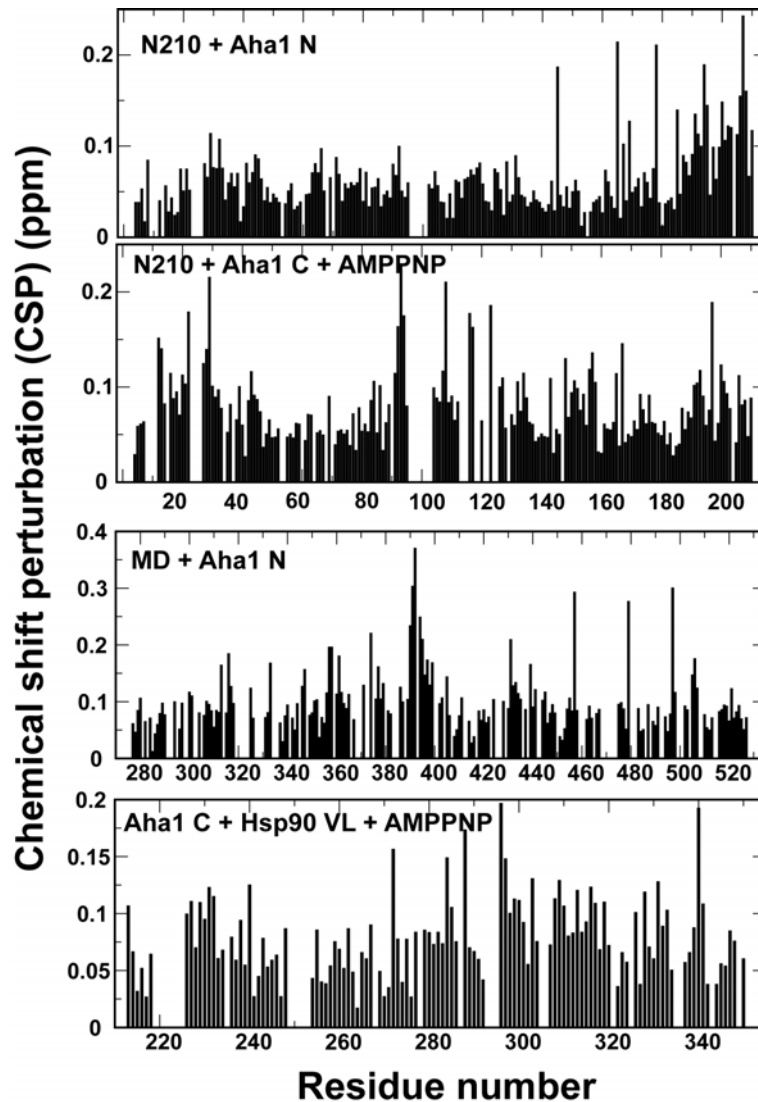 Chemical shift perturbation (CSP) (ppm)
N210 + Aha1 N
0.2
0.1
0
N210 + Aha1 C + AMPPNP
0.2
0.1
0
20 40 60 80 100 120 140 160 180 200
MD + Aha1 N
0.4
0.3
0.2
0.1
0
280 300 320 340 360 380 400 420 440 460 480 500 520
Aha1 C + Hsp90 VL + AMPPNP
0.2
0.15
0.1
0.05
0
220 240 260 280 300 320 340
Residue number